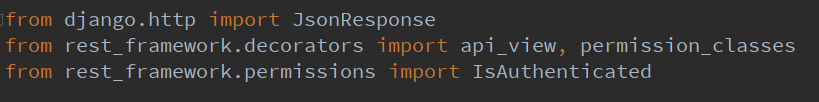 from django.http import JsonResponse
from rest_framework.decorators import api_view, permission_classes
from rest_framework.permissions import IsAuthenticated